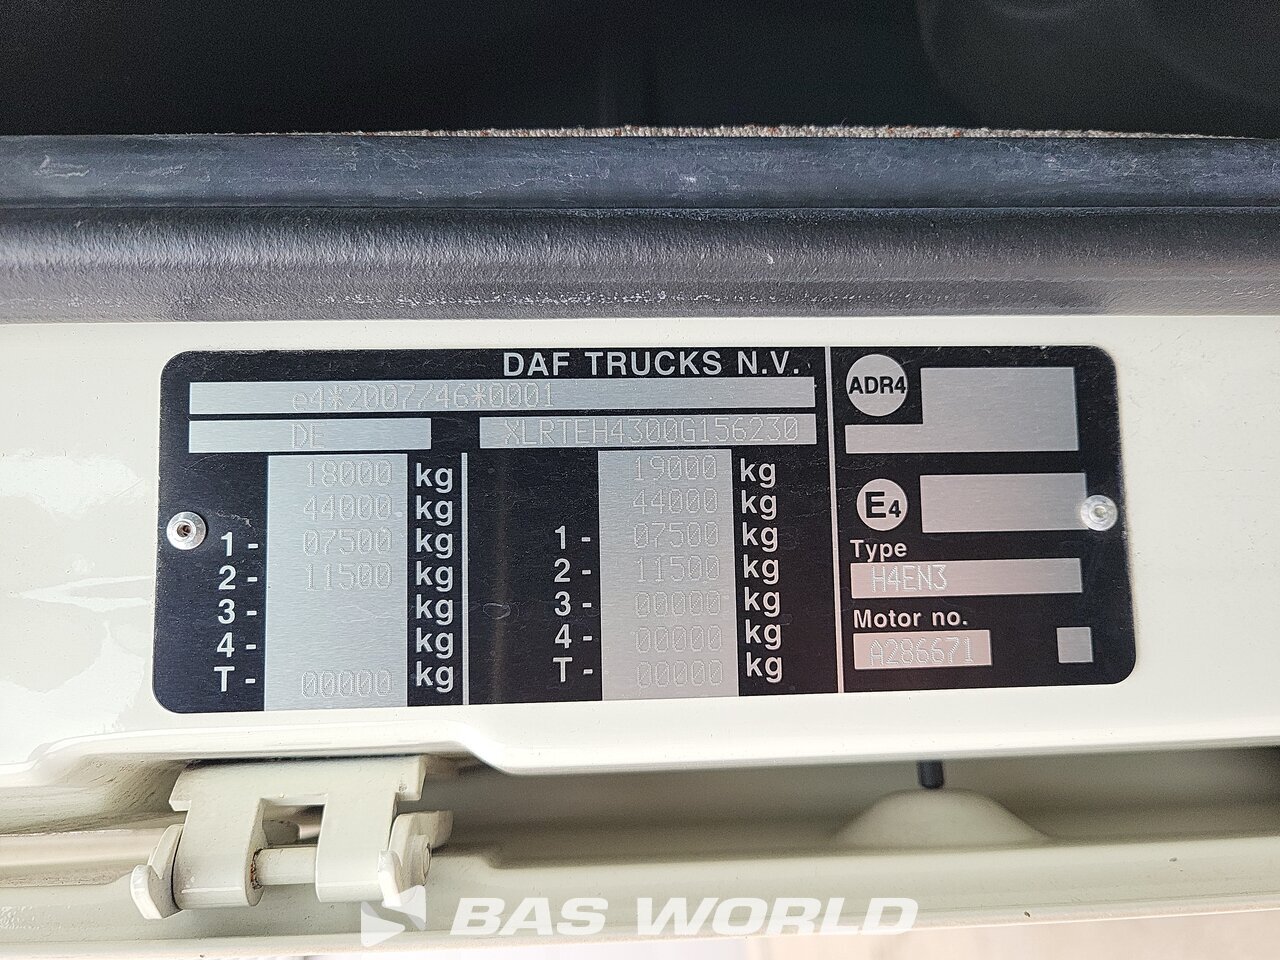 DAF TRUCKS N.V.
e4*2007/46*0001
DE XLRTEH4300G156230
18000 kg 19000 kg
44000 kg 44000 kg
1- 07500 kg 1- 07500 kg
2- 11500 kg 2- 11500 kg
3- kg 3- 00000 kg
4- kg 4- 00000 kg
T- 00000 kg T- 00000 kg
ADR4
E4
Type
H4EN3
Motor no.
A286671
BAS WORLD